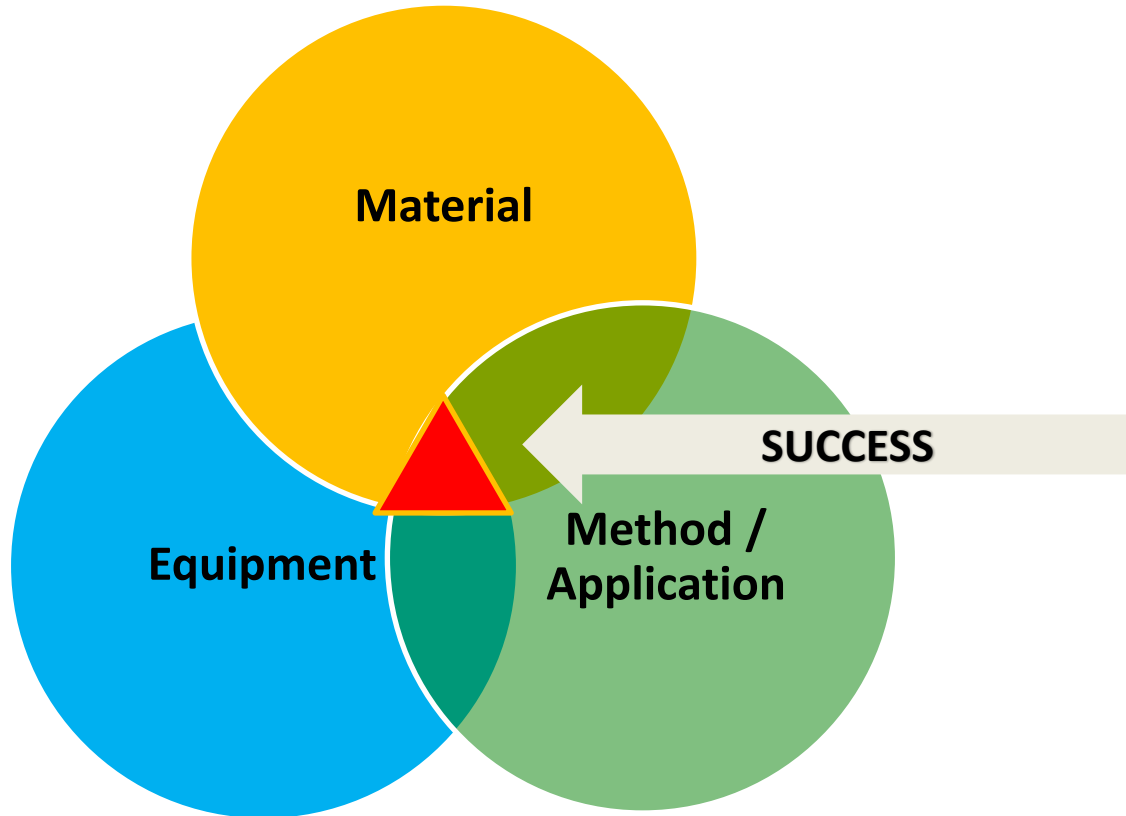 Material
SUCCESS
Equipment
Method /
Application